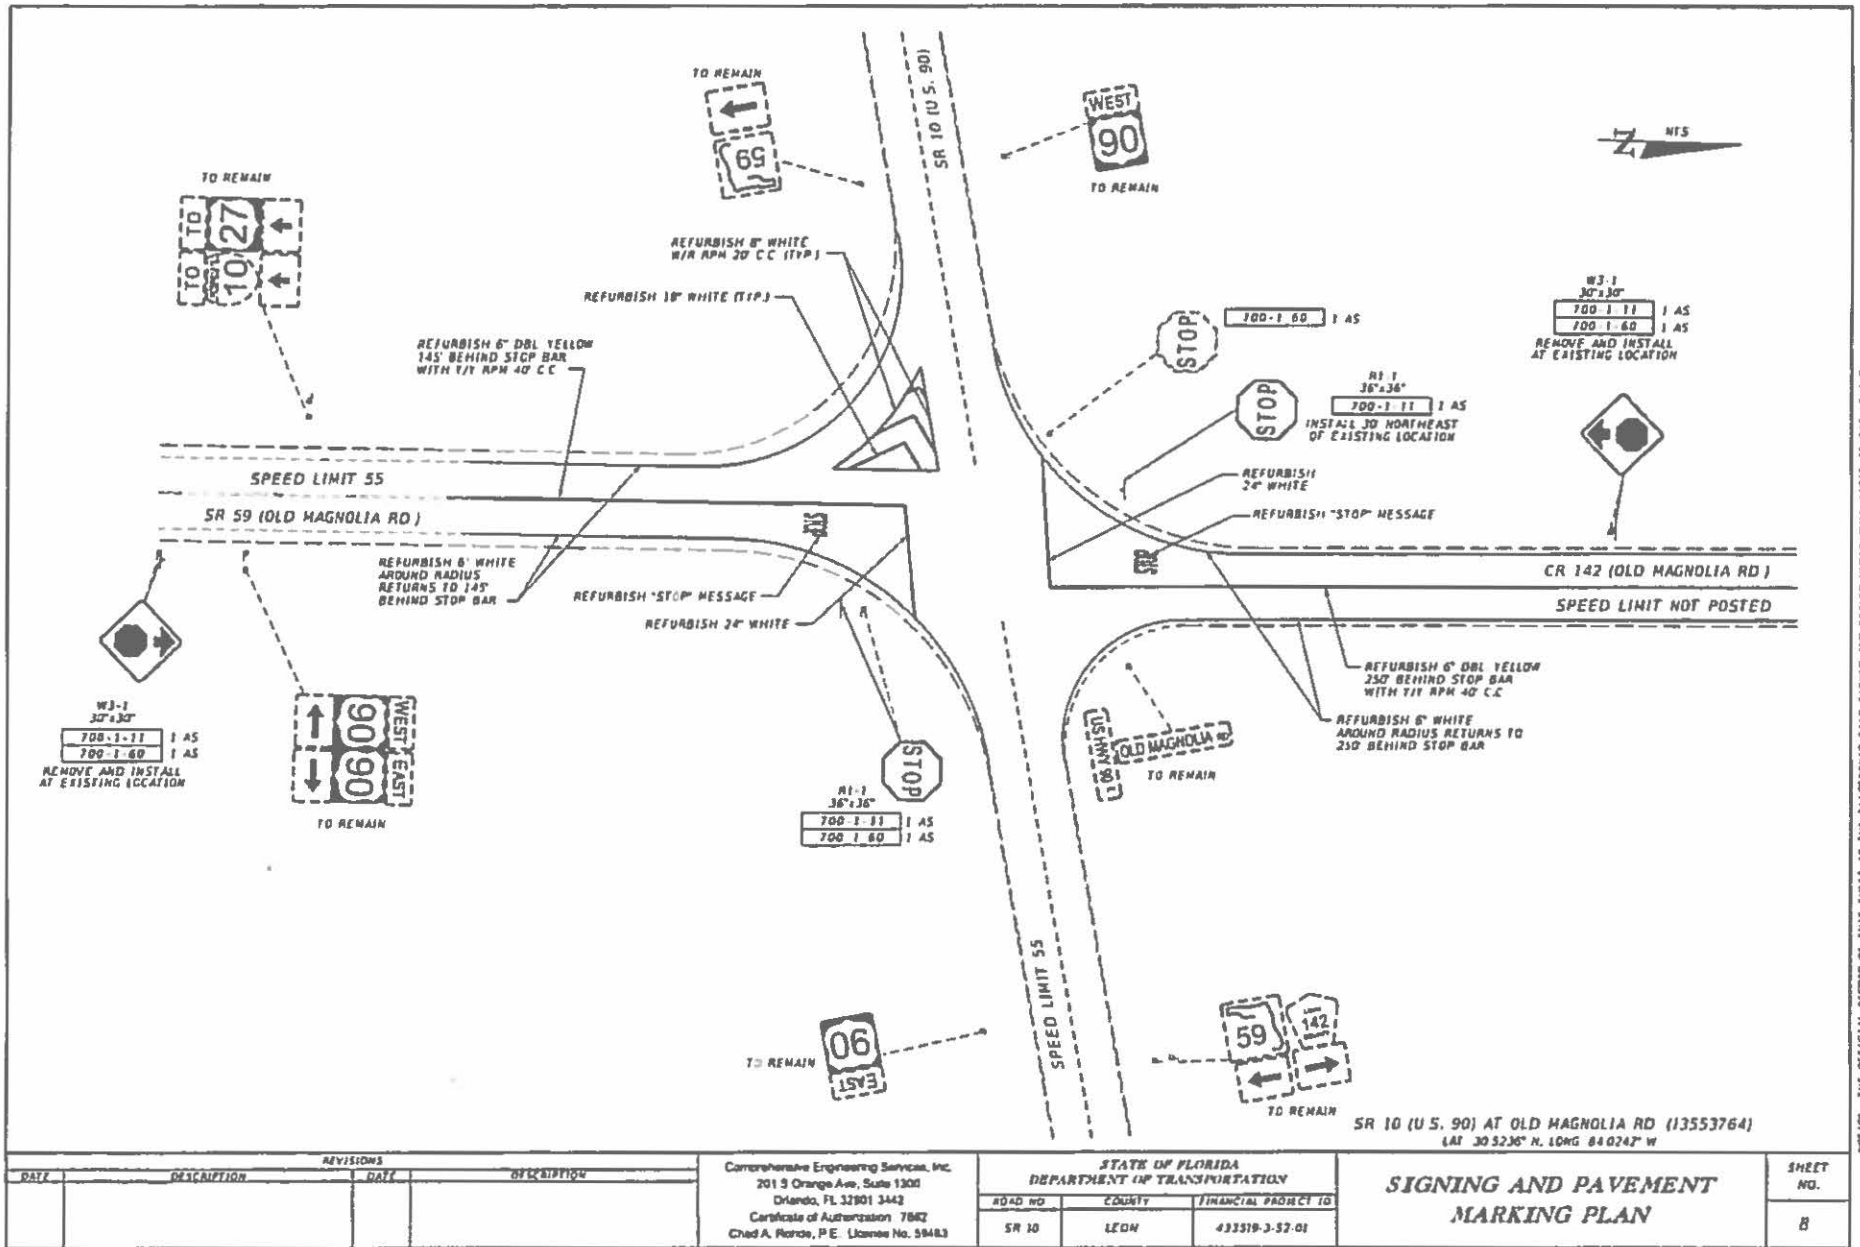 TO REMAIN
59
SR 10 (U.S. 90)
WEST
90
TO REMAIN
NTS
TO REMAIN
TO
27
TO
19
REFURBISH 8" WHITE
W/R RPM 20' C.C (TYP.)
REFURBISH 18" WHITE (TYP.)
REFURBISH 6" DBL YELLOW
145' BEHIND STOP BAR
WITH Y/Y RPM 40' C.C
STOP
700-1-60 1 AS
W3-1
30"x30"
700-1-11 1 AS
700-1-60 1 AS
REMOVE AND INSTALL
AT EXISTING LOCATION
STOP
R1-1
36"x36"
700-1-11 1 AS
INSTALL 30' NORTHEAST
OF EXISTING LOCATION
REFURBISH
24" WHITE
REFURBISH "STOP" MESSAGE
SPEED LIMIT 55
SR 59 (OLD MAGNOLIA RD)
REFURBISH 6" WHITE
AROUND RADIUS
RETURNS TO 145'
BEHIND STOP BAR
REFURBISH "STOP" MESSAGE
REFURBISH 24" WHITE
CR 142 (OLD MAGNOLIA RD)
SPEED LIMIT NOT POSTED
REFURBISH 6" DBL YELLOW
250' BEHIND STOP BAR
WITH Y/Y RPM 40' C.C
REFURBISH 6" WHITE
AROUND RADIUS RETURNS TO
250' BEHIND STOP BAR
W3-1
30"x30"
700-1-11 1 AS
700-1-60 1 AS
REMOVE AND INSTALL
AT EXISTING LOCATION
90 WEST
90 EAST
TO REMAIN
STOP
R1-1
36"x36"
700-1-11 1 AS
700-1-60 1 AS
US HWY 90
OLD MAGNOLIA RD
TO REMAIN
SPEED LIMIT 55
TO REMAIN
90
EAST
59
142
TO REMAIN
SR 10 (U.S. 90) AT OLD MAGNOLIA RD (13553764)
LAT 30.5236° N, LONG 84.0242° W
REVISIONS
DATE DESCRIPTION DATE DESCRIPTION
Comprehensive Engineering Services, Inc.
201 S Orange Ave, Suite 1300
Orlando, FL 32801 3442
Certificate of Authorization 7862
Chad A. P.E. License No.
STATE OF FLORIDA
DEPARTMENT OF TRANSPORTATION
ROAD NO COUNTY FINANCIAL PROJECT ID
SR 10 LEON 433519-3-52-01
SIGNING AND PAVEMENT
MARKING PLAN
SHEET
NO.
8